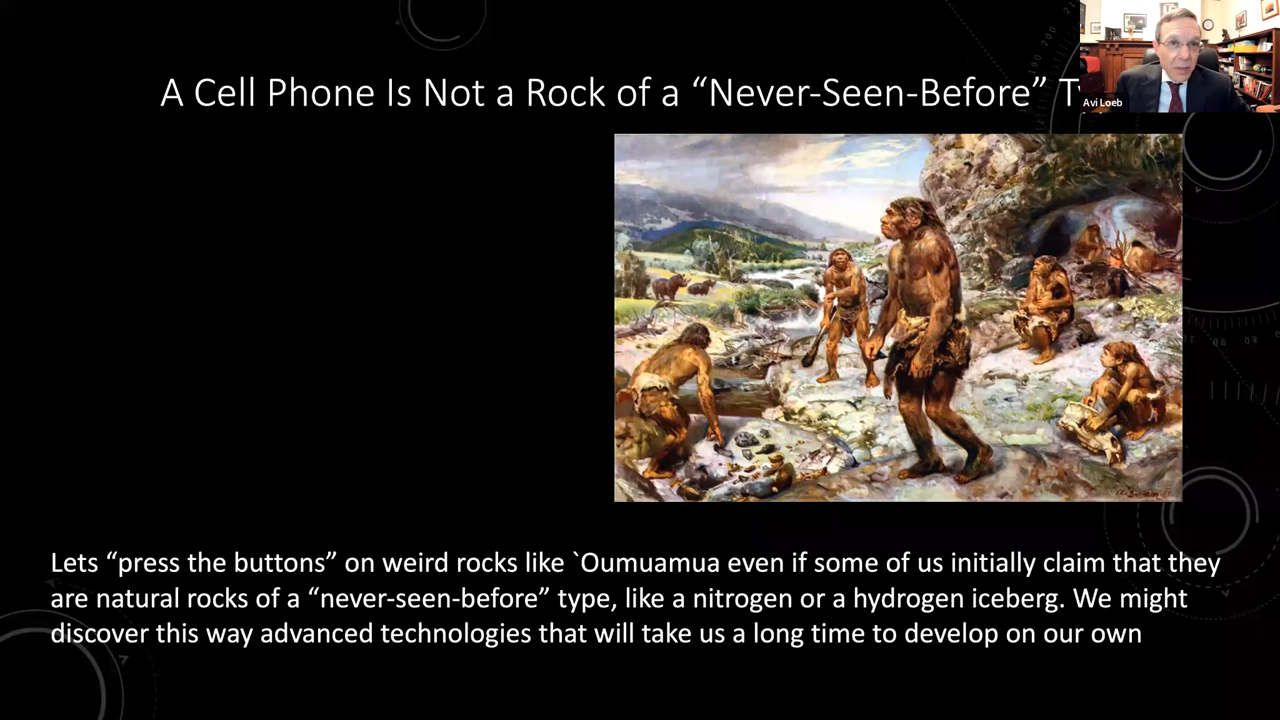 A Cell Phone Is Not a Rock of a “Never-Seen-Before”
Avi Loeb
Lets “press the buttons” on weird rocks like `Oumuamua even if some of us initially claim that they
are natural rocks of a “never-seen-before” type, like a nitrogen or a hydrogen iceberg. We might
discover this way advanced technologies that will take us a long time to develop on our own